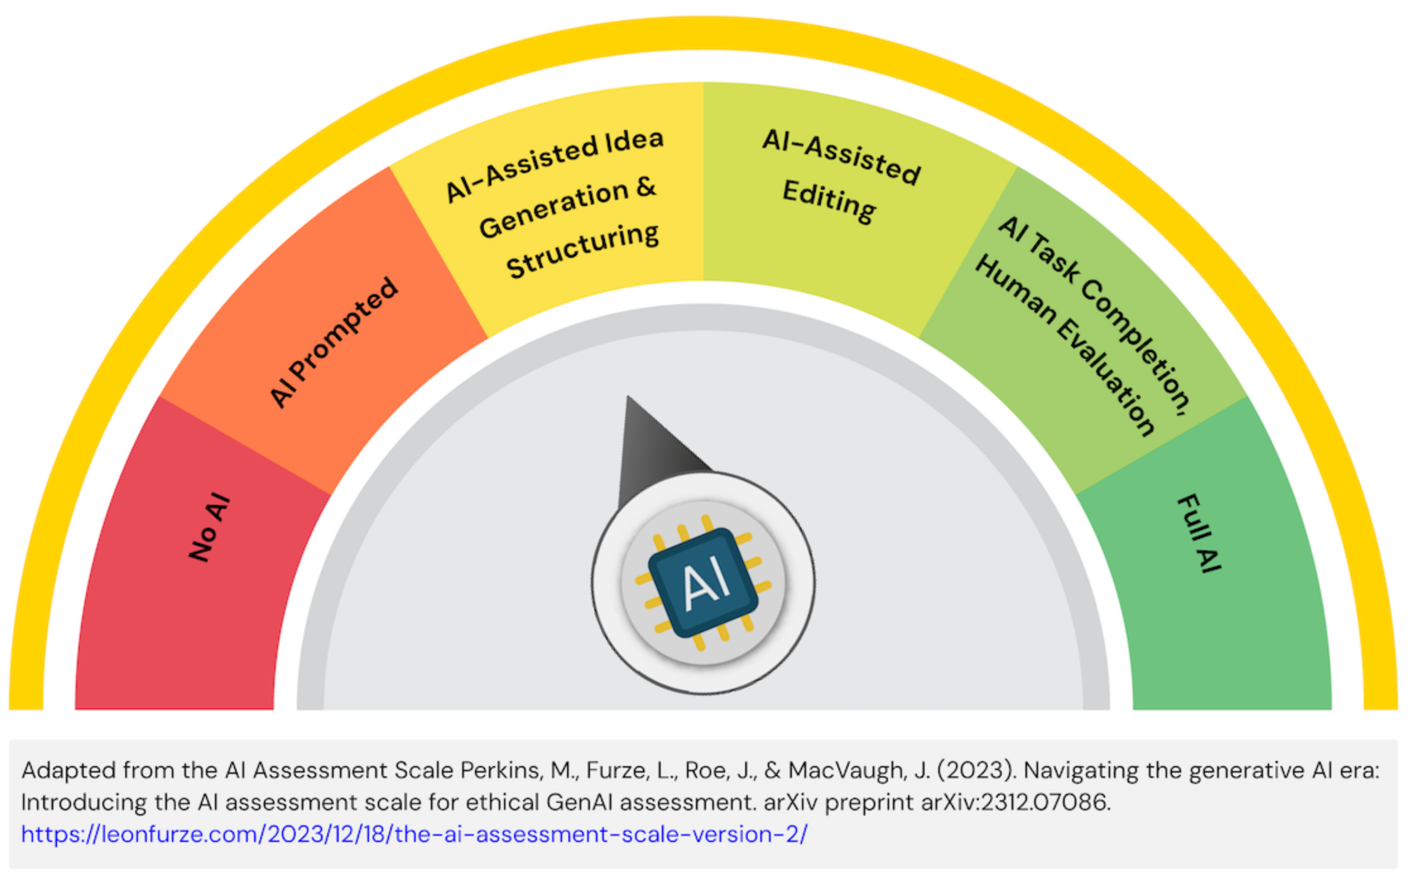 No AI
AI Prompted
AI-Assisted Idea
Generation &
Structuring
AI-Assisted
Editing
AI Task Completion,
Human Evaluation
Full AI
AI
Adapted from the AI Assessment Scale Perkins, M., Furze, L., Roe, J., & MacVaugh, J. (2023). Navigating the generative AI era:
Introducing the AI assessment scale for ethical GenAI assessment. arXiv preprint arXiv:2312.07086.
https://leonfurze.com/2023/12/18/the-ai-assessment-scale-version-2/